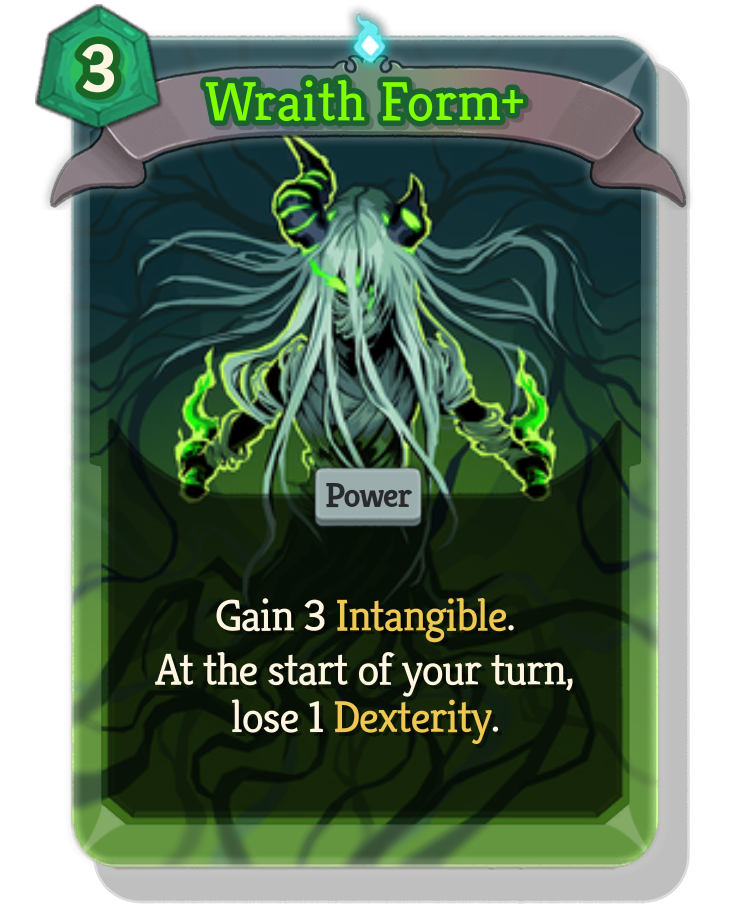 3
Wraith Form+
Power
Gain 3 Intangible.
At the start of your turn,
lose 1 Dexterity.